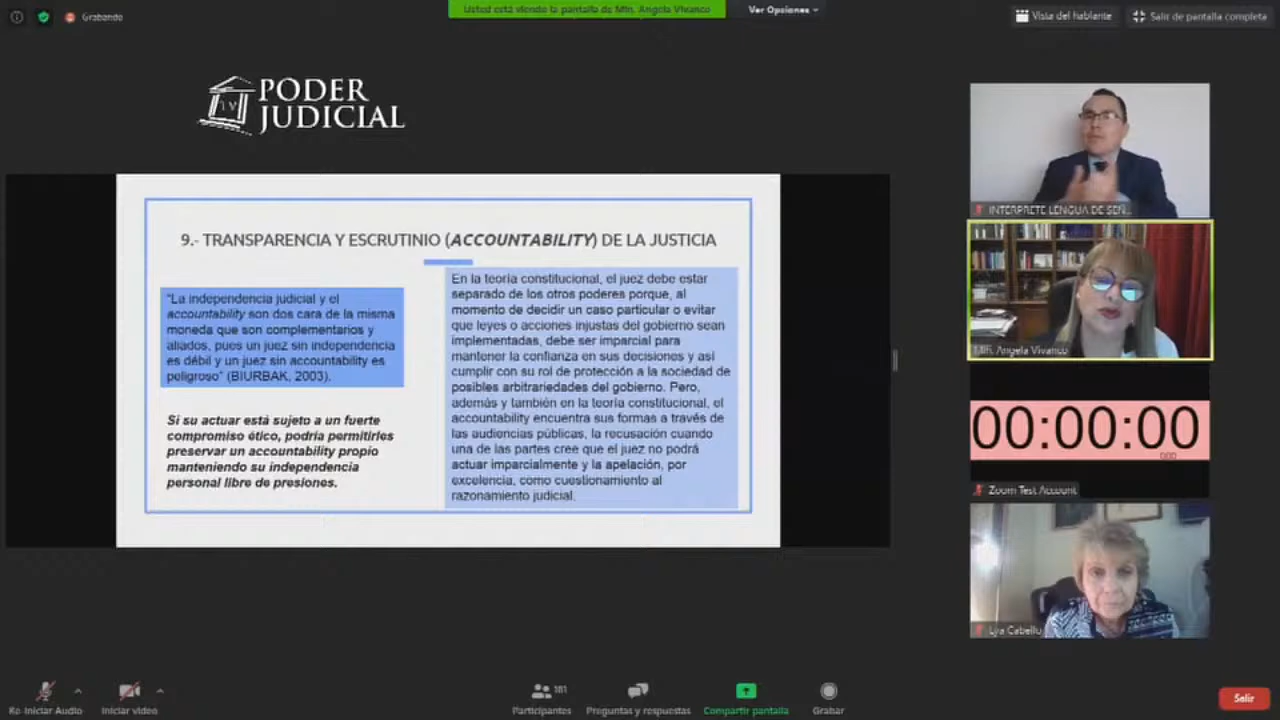 Grabando
Usted está viendo la pantalla de Min. Angela Vivanco
Ver Opciones
Vista del hablante
Salir de pantalla completa
PODER
JUDICIAL
9.- TRANSPARENCIA Y ESCRUTINIO (ACCOUNTABILITY) DE LA JUSTICIA
“La independencia judicial y el
accountability son dos cara de la misma
moneda que son complementarios y
aliados, pues un juez sin independencia
es débil y un juez sin accountability es
peligroso” (BIURBAK, 2003).
Si su actuar está sujeto a un fuerte
compromiso ético, podría permitirles
preservar un accountability propio
manteniendo su independencia
personal libre de presiones.
En la teoría constitucional, el juez debe estar
separado de los otros poderes porque, al
momento de decidir un caso particular o evitar
que leyes o acciones injustas del gobierno sean
implementadas, debe ser imparcial para
mantener la confianza en sus decisiones y así
cumplir con su rol de protección a la sociedad de
posibles arbitrariedades del gobierno. Pero,
además y también en la teoría constitucional, el
accountability encuentra sus formas a través de
las audiencias públicas, la recusación cuando
una de las partes cree que el juez no podrá
actuar imparcialmente y la apelación, por
excelencia, como cuestionamiento al
razonamiento judicial.
INTERPRETE LENGUA DE SEÑ...
Min. Angela Vivanco
00:00:00
000
Zoom Test Account
Lya Cabello
Re-Iniciar Audio
Iniciar video
Participantes
181
Preguntas y respuestas
Compartir pantalla
Grabar
Salir